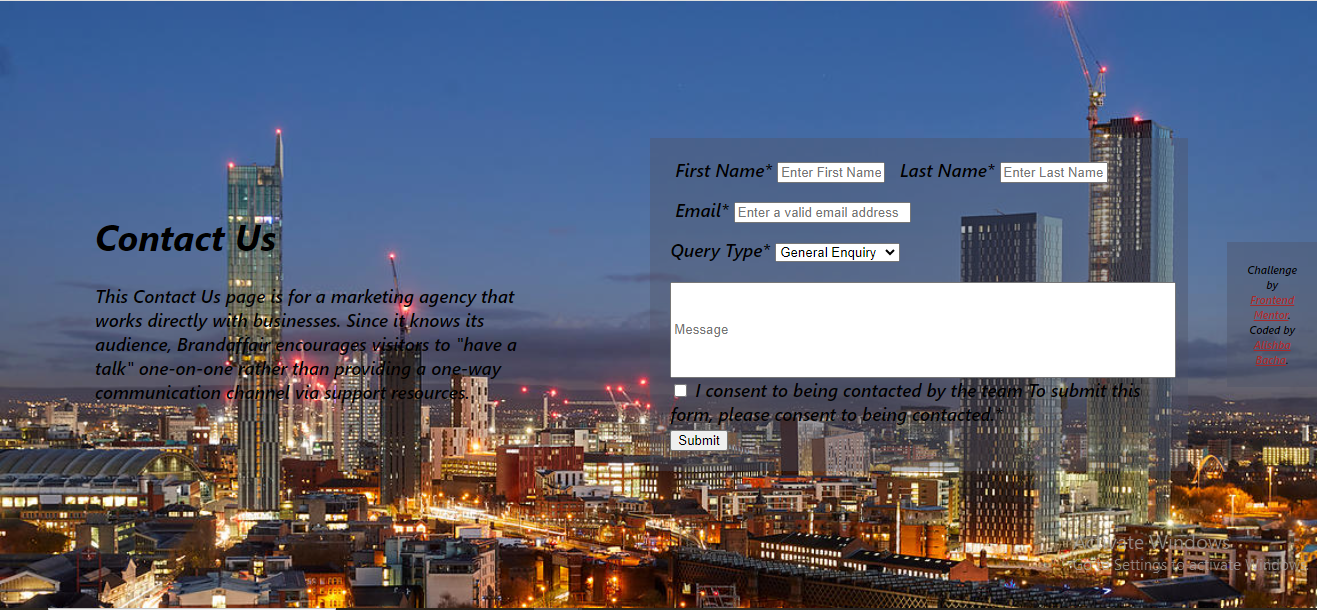 Contact Us
This Contact Us page is for a marketing agency that
works directly with businesses. Since it knows its
audience, Brandaffair encourages visitors to "have a
talk" one-on-one rather than providing a one-way
communication channel via support resources.
First Name* Enter First Name Last Name* Enter Last Name
Email* Enter a valid email address
Query Type* General Enquiry
Message
I consent to being contacted by the team To submit this
form, please consent to being contacted.*
Submit
Challenge
by
Frontend
Mentor.
Coded by
Activate Windows
Go to Settings to activate Windows.